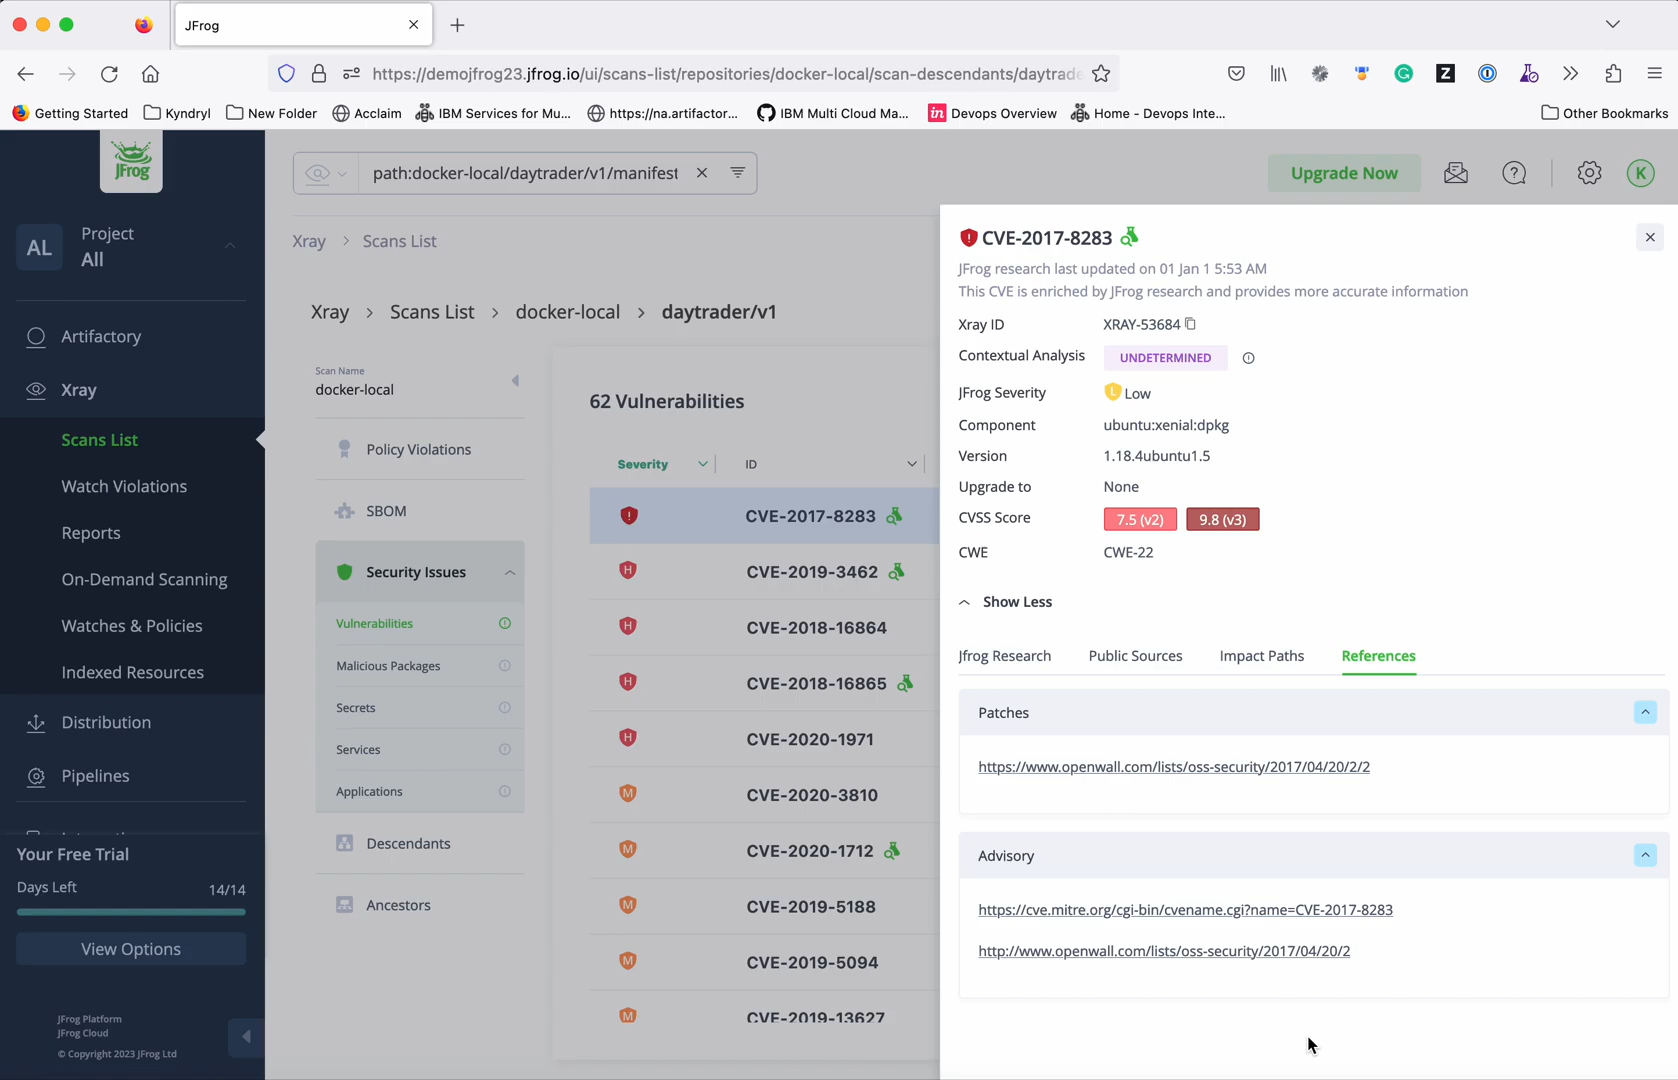 JFrog
https://demojfrog23.jfrog.io/ui/scans-list/repositories/docker-local/scan-descendants/daytrade
Getting Started
Kyndryl
New Folder
Acclaim
IBM Services for Mu...
https://na.artifactor...
IBM Multi Cloud Ma...
in
Devops Overview
Home - Devops Inte...
Other Bookmarks
JFrog
AL
Project
All
Artifactory
Xray
Scans List
Watch Violations
Reports
On-Demand Scanning
Watches & Policies
Indexed Resources
Distribution
Pipelines
Your Free Trial
Days Left
14/14
View Options
JFrog Platform
JFrog Cloud
© Copyright 2023 JFrog Ltd
path:docker-local/daytrader/v1/manifest
Upgrade Now
K
Xray > Scans List
Xray > Scans List > docker-local > daytrader/v1
Scan Name
docker-local
Policy Violations
SBOM
Security Issues
Vulnerabilities
Malicious Packages
Secrets
Services
Applications
Descendants
Ancestors
62 Vulnerabilities
Severity
ID
CVE-2017-8283
H CVE-2019-3462
H CVE-2018-16864
H CVE-2018-16865
H CVE-2020-1971
M CVE-2020-3810
M CVE-2020-1712
M CVE-2019-5188
M CVE-2019-5094
M CVE-2019-13627
CVE-2017-8283
JFrog research last updated on 01 Jan 1 5:53 AM
This CVE is enriched by JFrog research and provides more accurate information
Xray ID XRAY-53684
Contextual Analysis UNDETERMINED
JFrog Severity L Low
Component ubuntu:xenial:dpkg
Version 1.18.4ubuntu1.5
Upgrade to None
CVSS Score 7.5 (v2) 9.8 (v3)
CWE CWE-22
Show Less
Jfrog Research
Public Sources
Impact Paths
References
Patches
https://www.openwall.com/lists/oss-security/2017/04/20/2/2
Advisory
https://cve.mitre.org/cgi-bin/cvename.cgi?name=CVE-2017-8283
http://www.openwall.com/lists/oss-security/2017/04/20/2